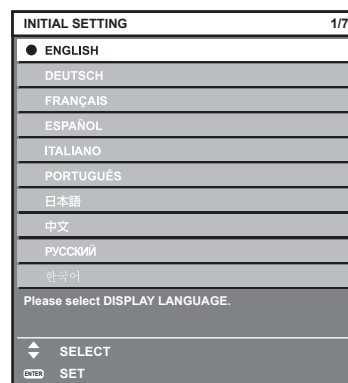 INITIAL SETTING 1/7
ENGLISH
DEUTSCH
FRANÇAIS
ESPAÑOL
ITALIANO
PORTUGUÊS
日本語
中文
РУССКИЙ
한국어
Please select DISPLAY LANGUAGE.
SELECT
ENTER SET